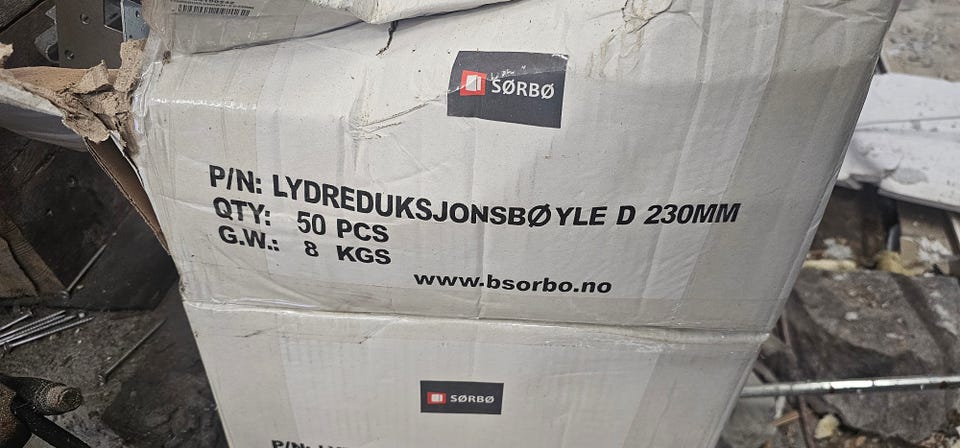 SØRBØ
P/N: LYDREDUKSJONSBØYLE D 230MM
QTY: 50 PCS
G.W.: 8 KGS
www.bsorbo.no
SØRBØ